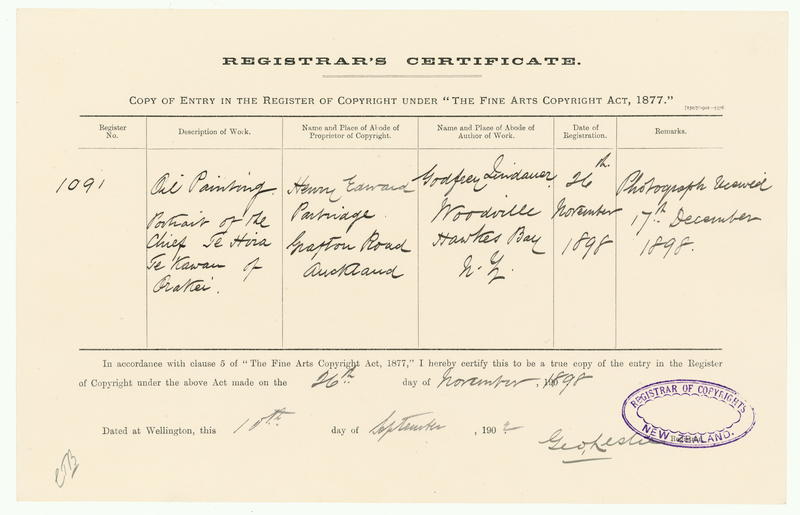 REGISTRAR'S CERTIFICATE.
COPY OF ENTRY IN THE REGISTER OF COPYRIGHT UNDER "THE FINE ARTS COPYRIGHT ACT, 1877."
Register No.
Description of Work.
Name and Place of Abode of Proprietor of Copyright.
Name and Place of Abode of Author of Work.
Date of Registration.
Remarks.
1091
Oil Painting.
Portrait of the
Chief Te Hira
Te Kawau of
Orakei.
Henry Edward
Partridge
Grafton Road
Auckland
Godfrey Lindauer
Woodville
Hawkes Bay
N.Z.
26th
November
1898
Photograph received
17th December
1898.
In accordance with clause 5 of "The Fine Arts Copyright Act, 1877," I hereby certify this to be a true copy of the entry in the Register
of Copyright under the above Act made on the 26th day of November, 1898
Dated at Wellington, this 10th day of September, 190
Geo, Leslie
REGISTRAR OF COPYRIGHTS
NEW ZEALAND.